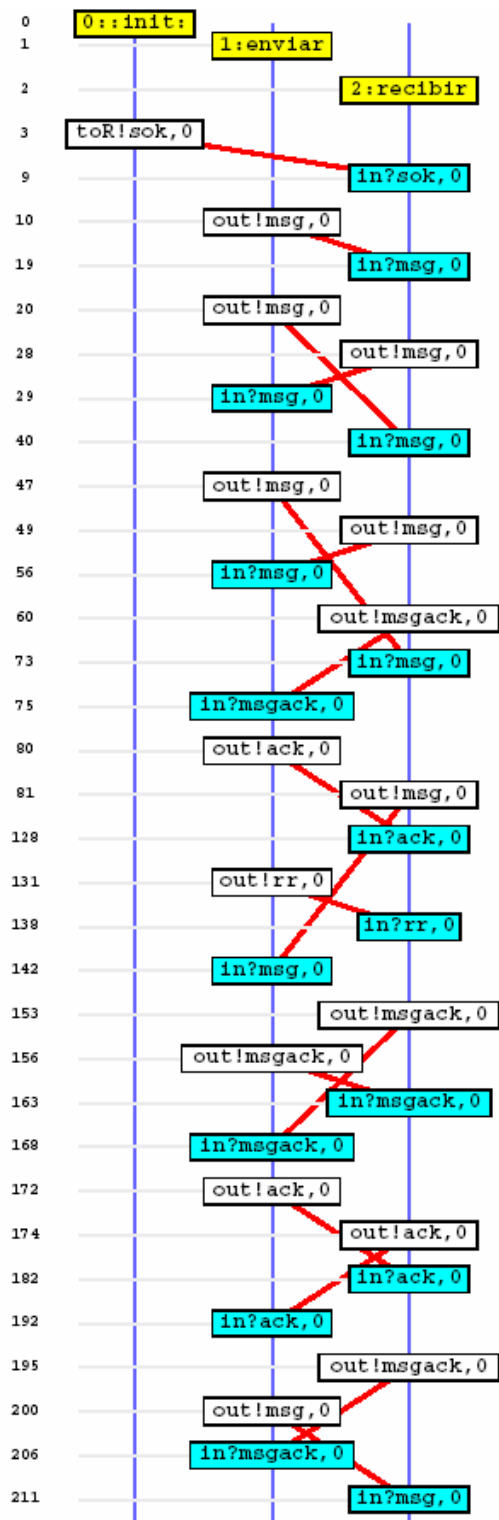 0 0::init:
1 1:enviar
2 2:recibir
3 toR!sok,0
9 in?sok,0
10 out!msg,0
19 in?msg,0
20 out!msg,0
28 out!msg,0
29 in?msg,0
40 in?msg,0
47 out!msg,0
49 out!msg,0
56 in?msg,0
60 out!msgack,0
73 in?msg,0
75 in?msgack,0
80 out!ack,0
81 out!msg,0
128 in?ack,0
131 out!rr,0
138 in?rr,0
142 in?msg,0
153 out!msgack,0
156 out!msgack,0
163 in?msgack,0
168 in?msgack,0
172 out!ack,0
174 out!ack,0
182 in?ack,0
192 in?ack,0
195 out!msgack,0
200 out!msg,0
206 in?msgack,0
211 in?msg,0